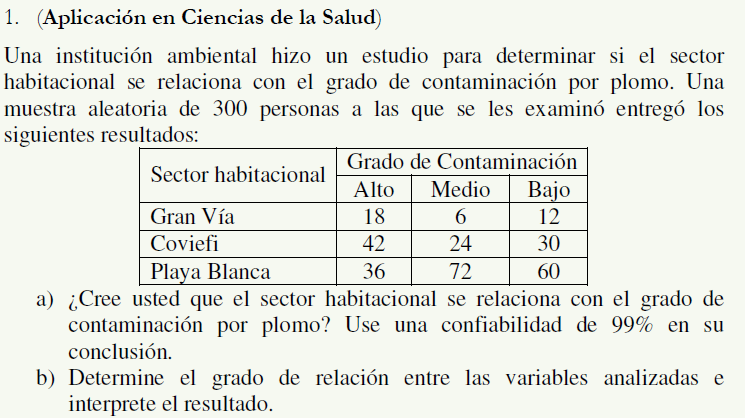 1. (Aplicación en Ciencias de la Salud)
Una institución ambiental hizo un estudio para determinar si el sector
habitacional se relaciona con el grado de contaminación por plomo. Una
muestra aleatoria de 300 personas a las que se les examinó entregó los
siguientes resultados:
Sector habitacional Grado de Contaminación
Alto Medio Bajo
Gran Vía 18 6 12
Coviefi 42 24 30
Playa Blanca 36 72 60
a) ¿Cree usted que el sector habitacional se relaciona con el grado de
contaminación por plomo? Use una confiabilidad de 99% en su
conclusión.
b) Determine el grado de relación entre las variables analizadas e
interprete el resultado.